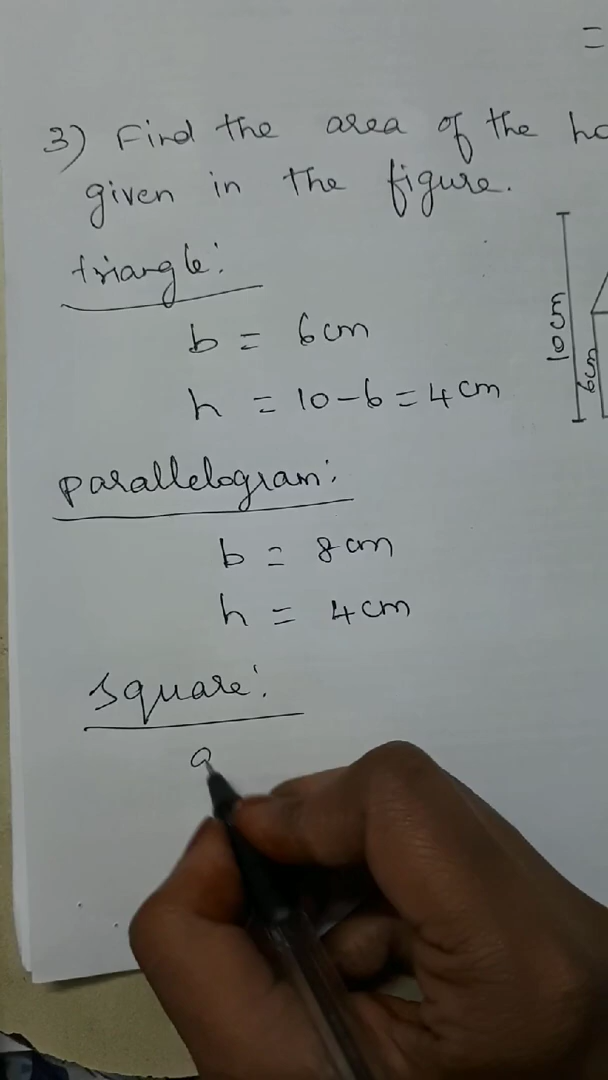 =
3) Find the area of the
given in the figure.
triangle:
b = 6cm
h = 10-6 = 4cm
10cm
6cm
parallelogram:
b = 8cm
h = 4cm
square:
a